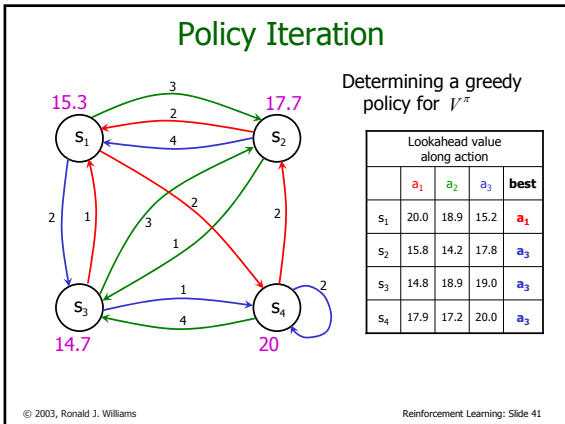 Policy Iteration
15.3
3
17.7
2
4
S1
S2
2
1
2
3
1
2
1
2
S3
S4
4
14.7
20
Determining a greedy
policy for V^π
Lookahead value
along action
a1 a2 a3 best
s1 20.0 18.9 15.2 a1
s2 15.8 14.2 17.8 a3
s3 14.8 18.9 19.0 a3
s4 17.9 17.2 20.0 a3
© 2003, Ronald J. Williams
Reinforcement Learning: Slide 41